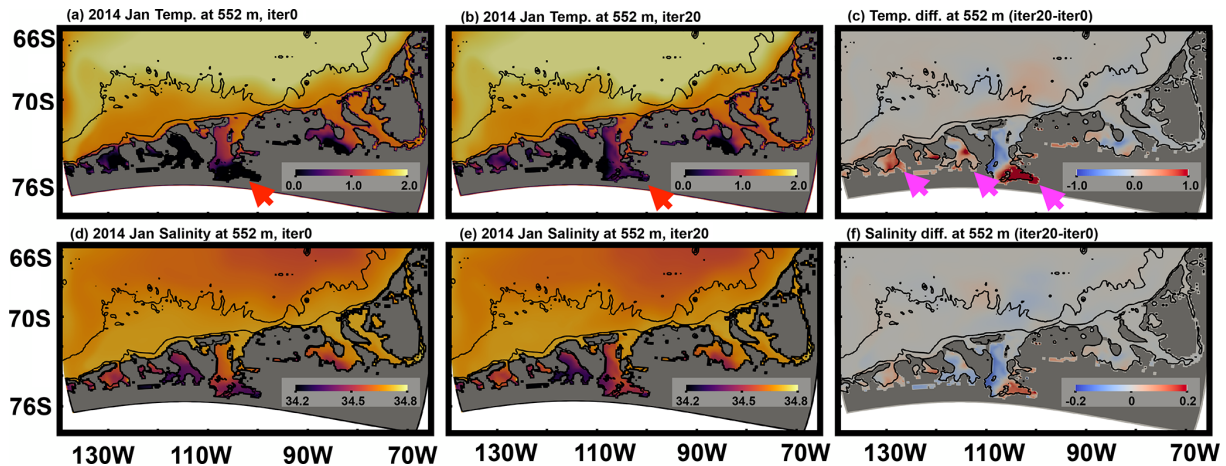 (a) 2014 Jan Temp. at 552 m, iter0
(b) 2014 Jan Temp. at 552 m, iter20
(c) Temp. diff. at 552 m (iter20-iter0)
66S
70S
76S
0.0 1.0 2.0
0.0 1.0 2.0
-1.0 0.0 1.0
(d) 2014 Jan Salinity at 552 m, iter0
(e) 2014 Jan Salinity at 552 m, iter20
(f) Salinity diff. at 552 m (iter20-iter0)
66S
70S
76S
34.2 34.5 34.8
34.2 34.5 34.8
-0.2 0 0.2
130W 110W 90W 70W
130W 110W 90W 70W
130W 110W 90W 70W